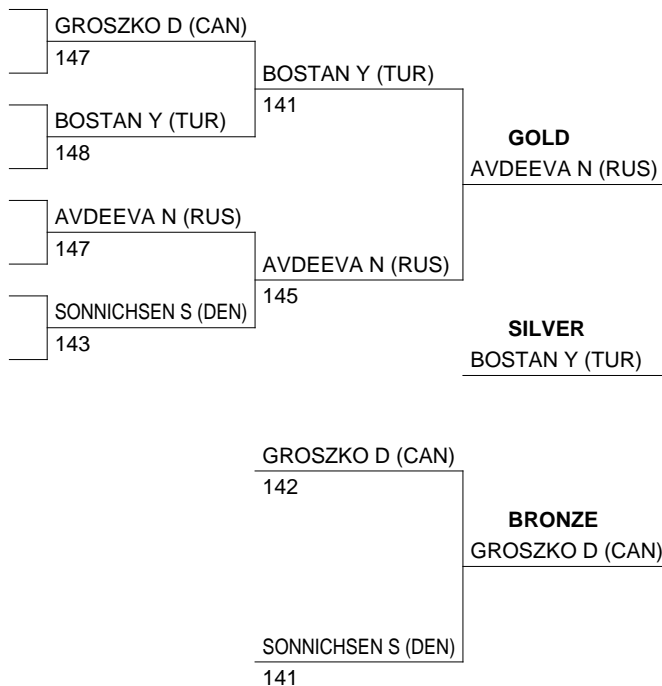 GROSZKO D (CAN)
147
BOSTAN Y (TUR)
141
BOSTAN Y (TUR)
148
GOLD
AVDEEVA N (RUS)
AVDEEVA N (RUS)
147
AVDEEVA N (RUS)
145
SONNICHSEN S (DEN)
143
SILVER
BOSTAN Y (TUR)
GROSZKO D (CAN)
142
BRONZE
GROSZKO D (CAN)
SONNICHSEN S (DEN)
141